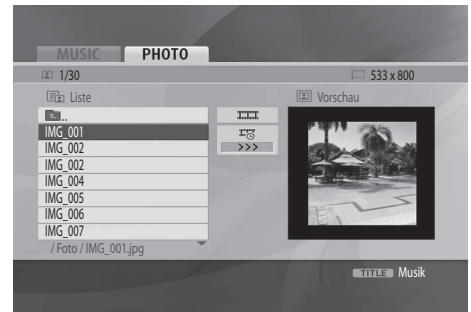 MUSIC PHOTO
1/30 533 x 800
Liste
Vorschau
..
IMG_001
IMG_002
IMG_002
IMG_004
IMG_005
IMG_006
IMG_007
>>>
/ Foto / IMG_001.jpg
TITLE Musik